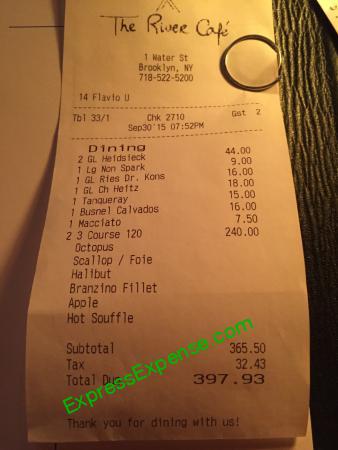 The River Café
1 Water St
Brooklyn, NY
718-522-5200
14 Flavio U
Tbl 33/1 Chk 2710 Gst 2
Sep30'15 07:52PM
Dining
2 GL Heidsieck 44.00
1 Lg Non Spark 9.00
1 GL Ries Dr. Kons 16.00
1 GL Ch Heitz 18.00
1 Tanqueray 15.00
1 Busnel Calvados 16.00
1 Macciato 7.50
2 3 Course 120 240.00
Octopus
Scallop / Foie
Halibut
Branzino Fillet
Apple
Hot Souffle
Subtotal 365.50
Tax 32.43
Total Due 397.93
ExpressExpense.com
Thank you for dining with us!